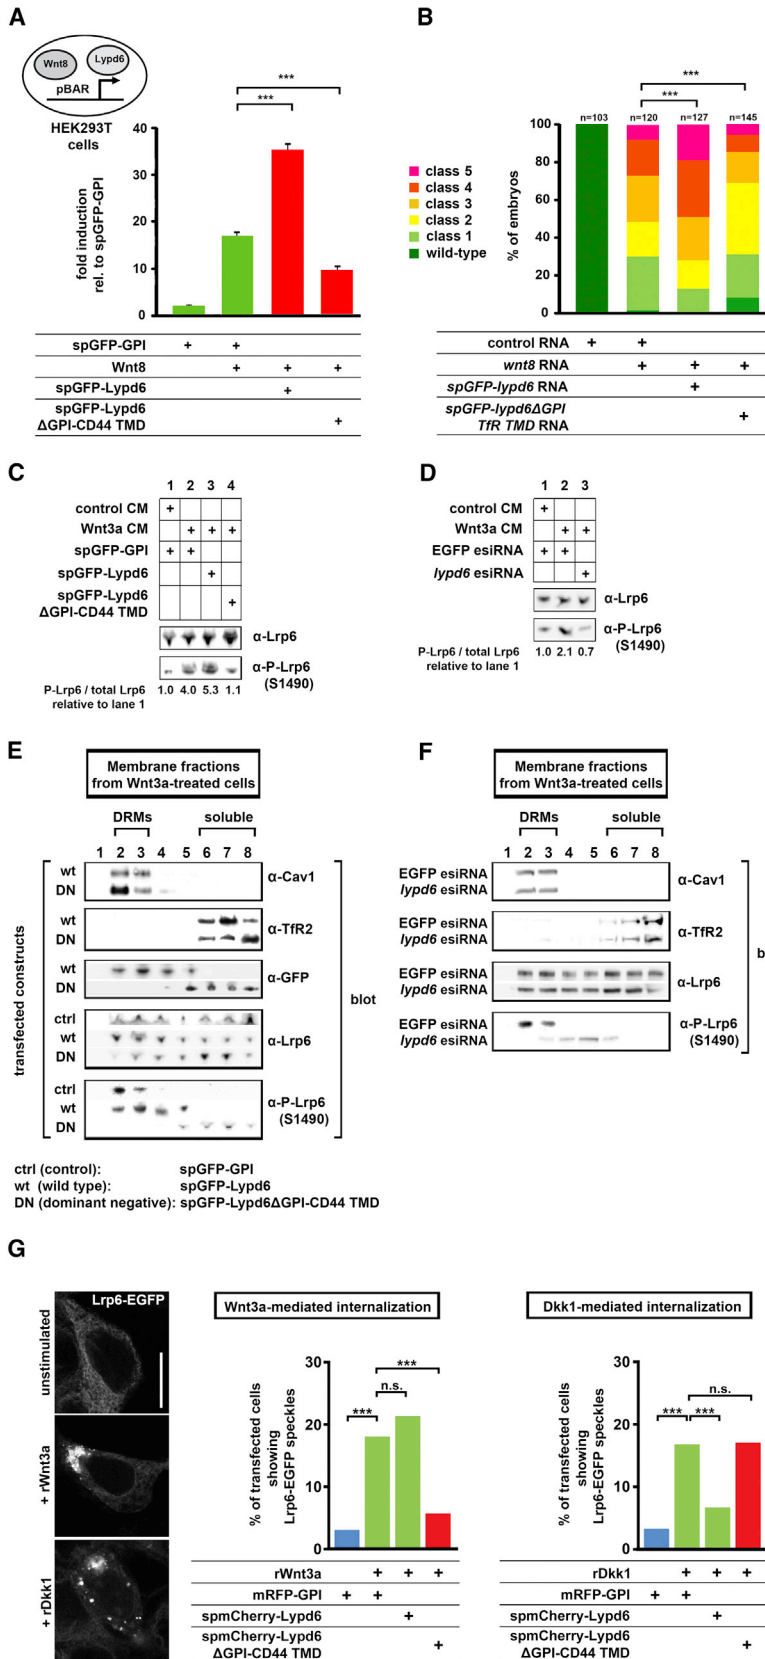 A
Wnt8
Lypd6
pBAR
HEK293T
cells
fold induction
rel. to spGFP-GPI
40
30
20
10
0
***
***
spGFP-GPI + +
Wnt8 + + +
spGFP-Lypd6 +
spGFP-Lypd6
ΔGPI-CD44 TMD +
B
***
***
n=103 n=120 n=127 n=145
100
80
60
40
20
0
% of embryos
class 5
class 4
class 3
class 2
class 1
wild-type
control RNA + +
wnt8 RNA + + +
spGFP-lypd6 RNA +
spGFP-lypd6ΔGPI
TfR TMD RNA +
C
1 2 3 4
control CM +
Wnt3a CM + + +
spGFP-GPI + +
spGFP-Lypd6 +
spGFP-Lypd6
ΔGPI-CD44 TMD +
α-Lrp6
α-P-Lrp6
(S1490)
P-Lrp6 / total Lrp6 1.0 4.0 5.3 1.1
relative to lane 1
D
1 2 3
control CM +
Wnt3a CM + +
EGFP esiRNA + +
lypd6 esiRNA +
α-Lrp6
α-P-Lrp6
(S1490)
P-Lrp6 / total Lrp6 1.0 2.1 0.7
relative to lane 1
E
Membrane fractions
from Wnt3a-treated cells
DRMs soluble
1 2 3 4 5 6 7 8
transfected constructs
wt
DN
α-Cav1
wt
DN
α-TfR2
wt
DN
α-GFP
ctrl
wt
DN
α-Lrp6
ctrl
wt
DN
α-P-Lrp6
(S1490)
blot
ctrl (control): spGFP-GPI
wt (wild type): spGFP-Lypd6
DN (dominant negative): spGFP-Lypd6ΔGPI-CD44 TMD
F
Membrane fractions
from Wnt3a-treated cells
DRMs soluble
1 2 3 4 5 6 7 8
EGFP esiRNA
lypd6 esiRNA
α-Cav1
EGFP esiRNA
lypd6 esiRNA
α-TfR2
EGFP esiRNA
lypd6 esiRNA
α-Lrp6
EGFP esiRNA
lypd6 esiRNA
α-P-Lrp6
(S1490)
b
G
Lrp6-EGFP
unstimulated
+ rWnt3a
+ rDkk1
Wnt3a-mediated internalization
% of transfected cells
showing
Lrp6-EGFP speckles
30
20
10
0
***
n.s.
***
rWnt3a + + +
mRFP-GPI + +
spmCherry-Lypd6 +
spmCherry-Lypd6
ΔGPI-CD44 TMD +
Dkk1-mediated internalization
% of transfected cells
showing
Lrp6-EGFP speckles
30
20
10
0
n.s.
***
***
rDkk1 + + +
mRFP-GPI + +
spmCherry-Lypd6 +
spmCherry-Lypd6
ΔGPI-CD44 TMD +